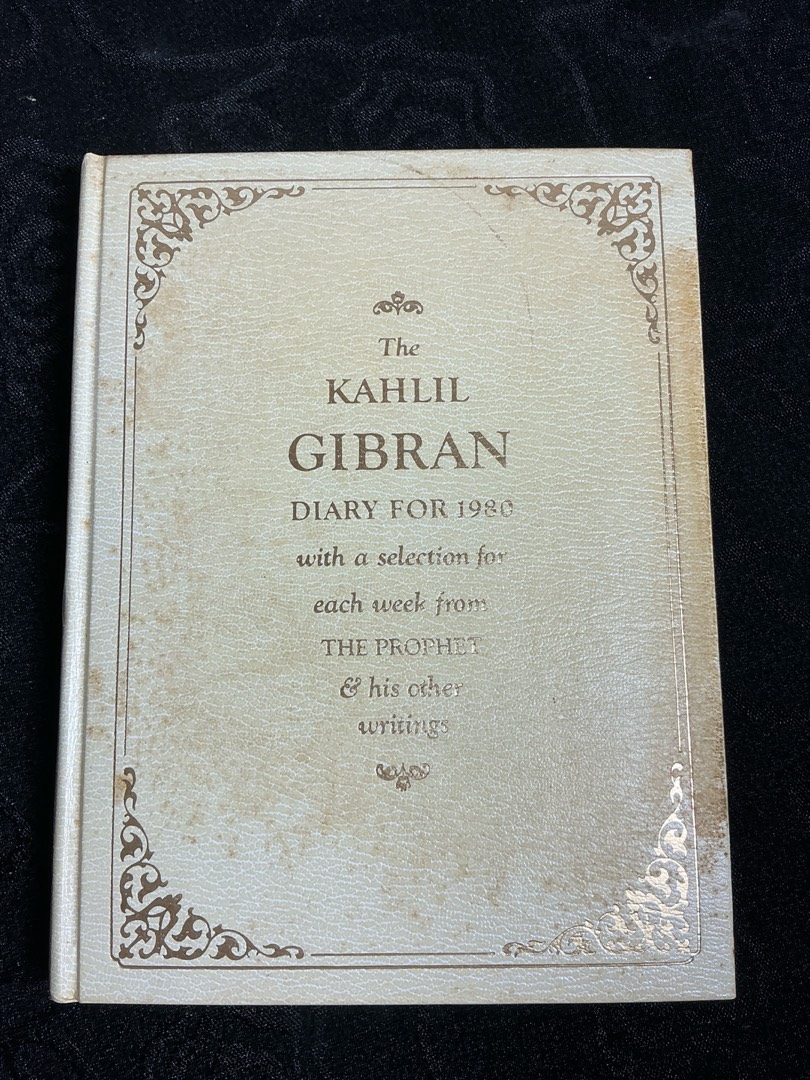 The
KAHLIL
GIBRAN
DIARY FOR 1980
with a selection for
each week from
THE PROPHET
& his other
writings